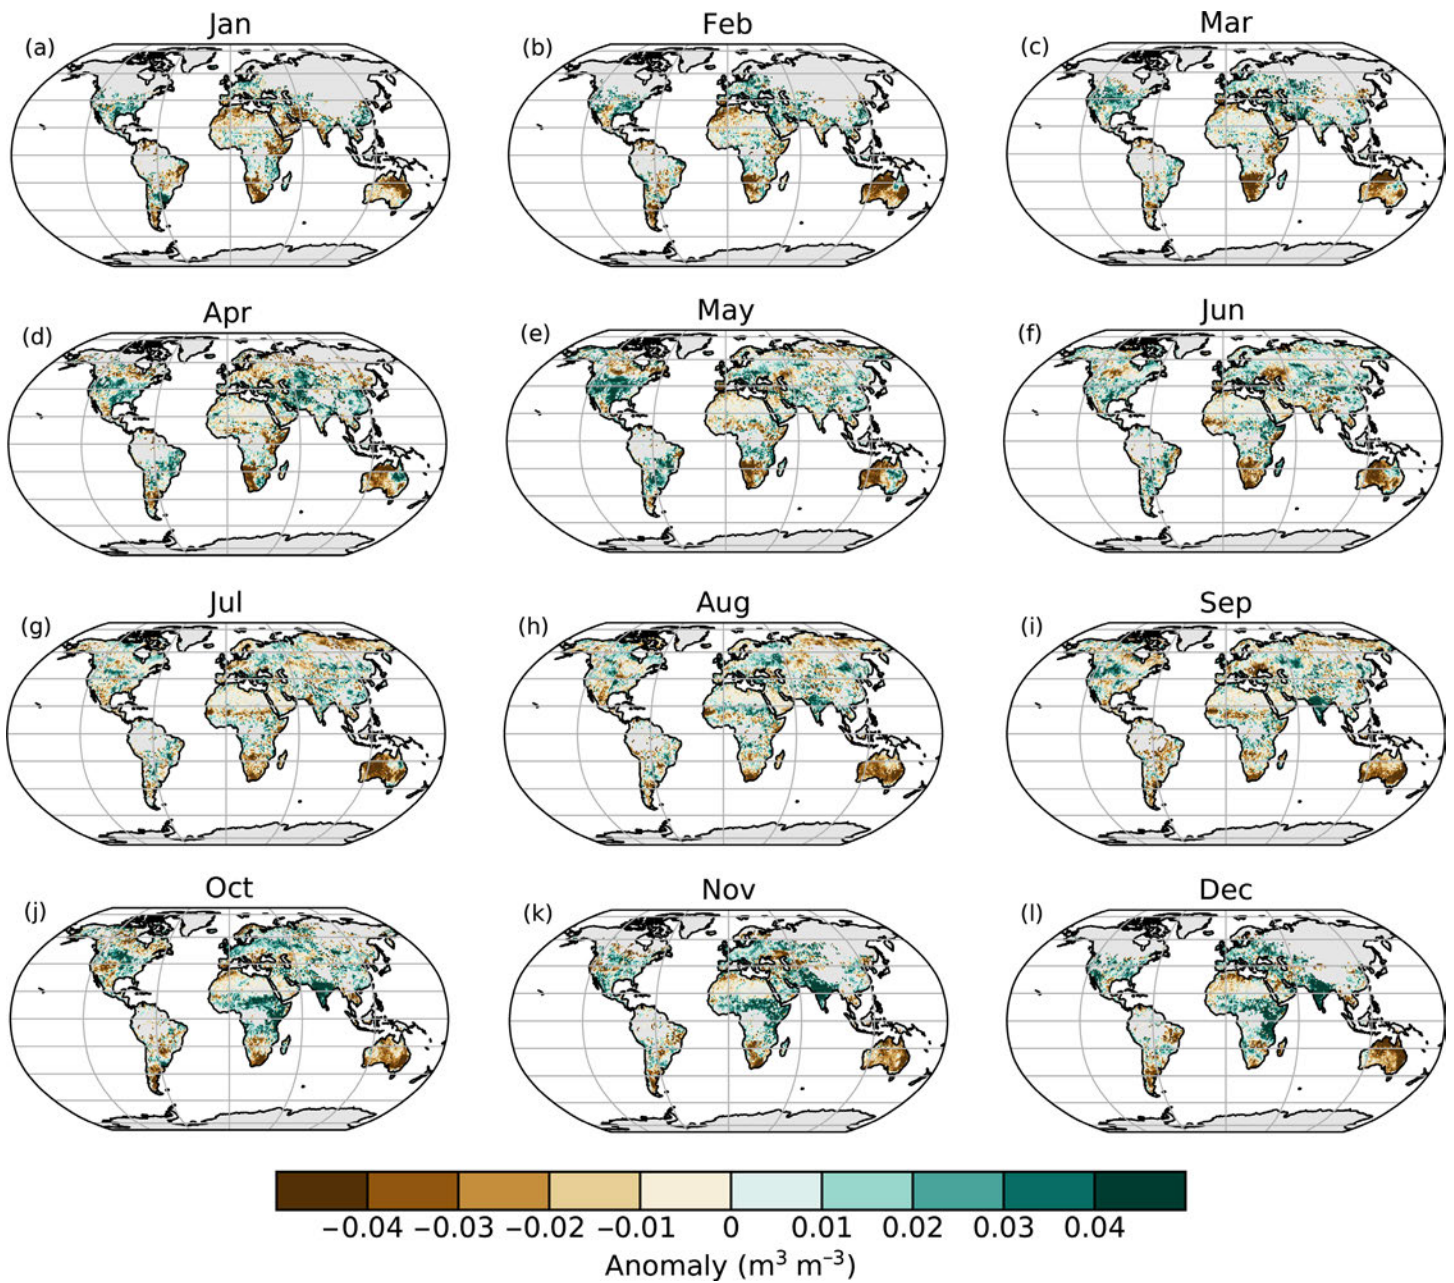 Jan
Feb
Mar
(a)
(b)
(c)
Apr
May
Jun
(d)
(e)
(f)
Jul
Aug
Sep
(g)
(h)
(i)
Oct
Nov
Dec
(j)
(k)
(l)
−0.04 −0.03 −0.02 −0.01 0 0.01 0.02 0.03 0.04
Anomaly (m³ m⁻³)